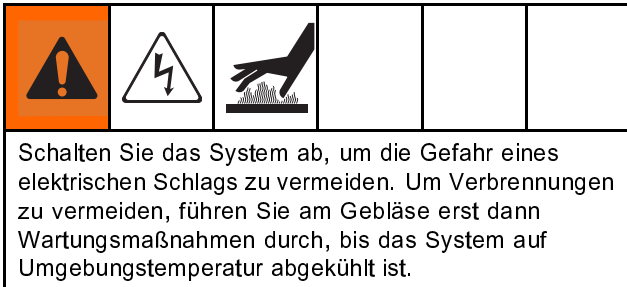 Schalten Sie das System ab, um die Gefahr eines
elektrischen Schlags zu vermeiden. Um Verbrennungen
zu vermeiden, führen Sie am Gebläse erst dann
Wartungsmaßnahmen durch, bis das System auf
Umgebungstemperatur abgekühlt ist.